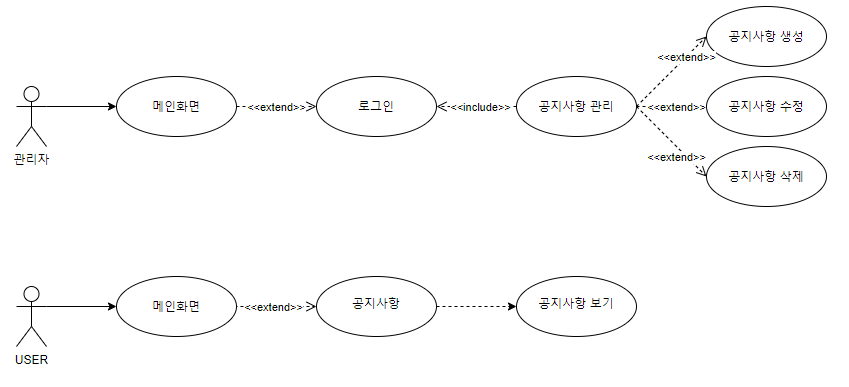 공지사항 생성
<<extend>>
메인화면
<<extend>>
로그인
<<include>>
공지사항 관리
<<extend>>
공지사항 수정
관리자
<<extend>>
공지사항 삭제
메인화면
<<extend>>
공지사항
공지사항 보기
USER